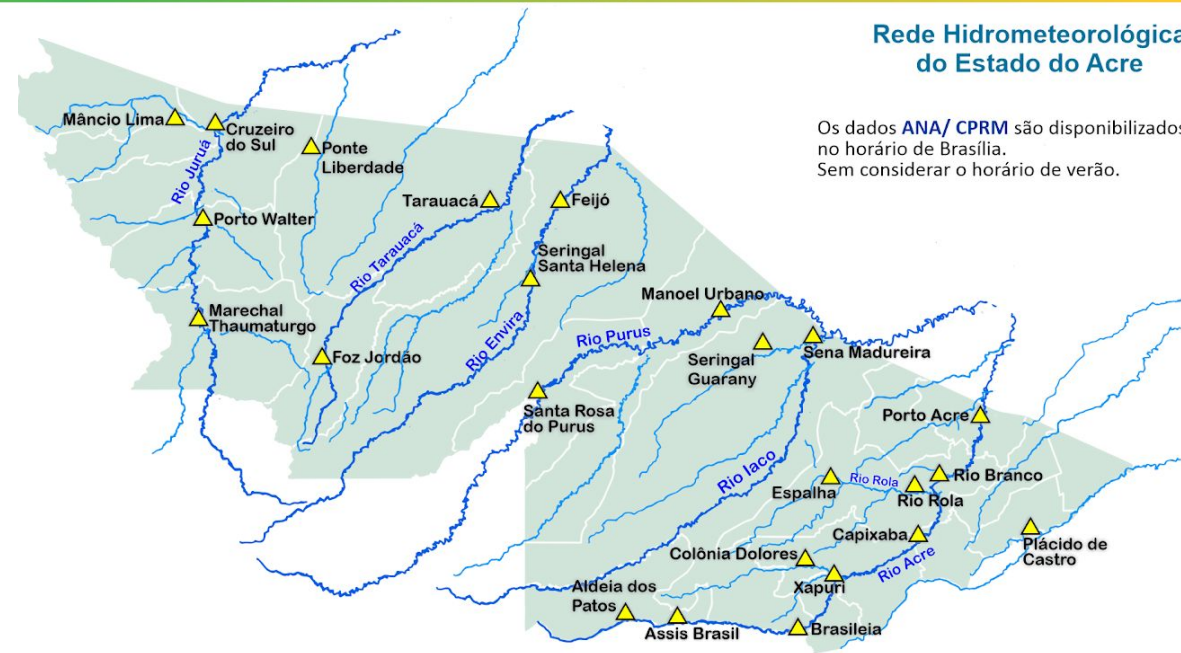 Rede Hidrometeorológica
do Estado do Acre
Os dados ANA/ CPRM são disponibilizados
no horário de Brasília.
Sem considerar o horário de verão.
Mâncio Lima
Cruzeiro
do Sul
Ponte
Liberdade
Rio Juruá
Tarauacá
Feijó
Porto Walter
Rio Tarauacá
Seringal
Santa Helena
Manoel Urbano
Marechal
Thaumaturgo
Rio Envira
Rio Purus
Foz Jordão
Seringal
Guarany
Sena Madureira
Santa Rosa
do Purus
Porto Acre
Rio Iaco
Espalha
Rio Rola
Rio Rola
Rio Branco
Capixaba
Plácido de
Castro
Colônia Dolores
Rio Acre
Xapuri
Aldeia dos
Patos
Assis Brasil
Brasileia